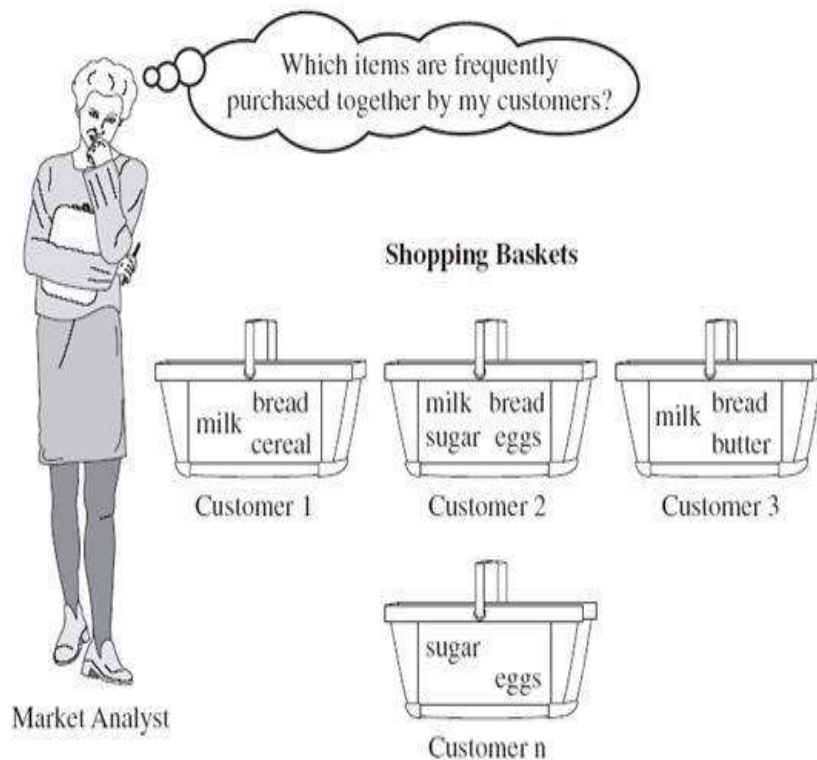 Which items are frequently
purchased together by my customers?
Shopping Baskets
milk bread
cereal
Customer 1
milk bread
sugar eggs
Customer 2
milk bread
butter
Customer 3
sugar
eggs
Customer n
Market Analyst